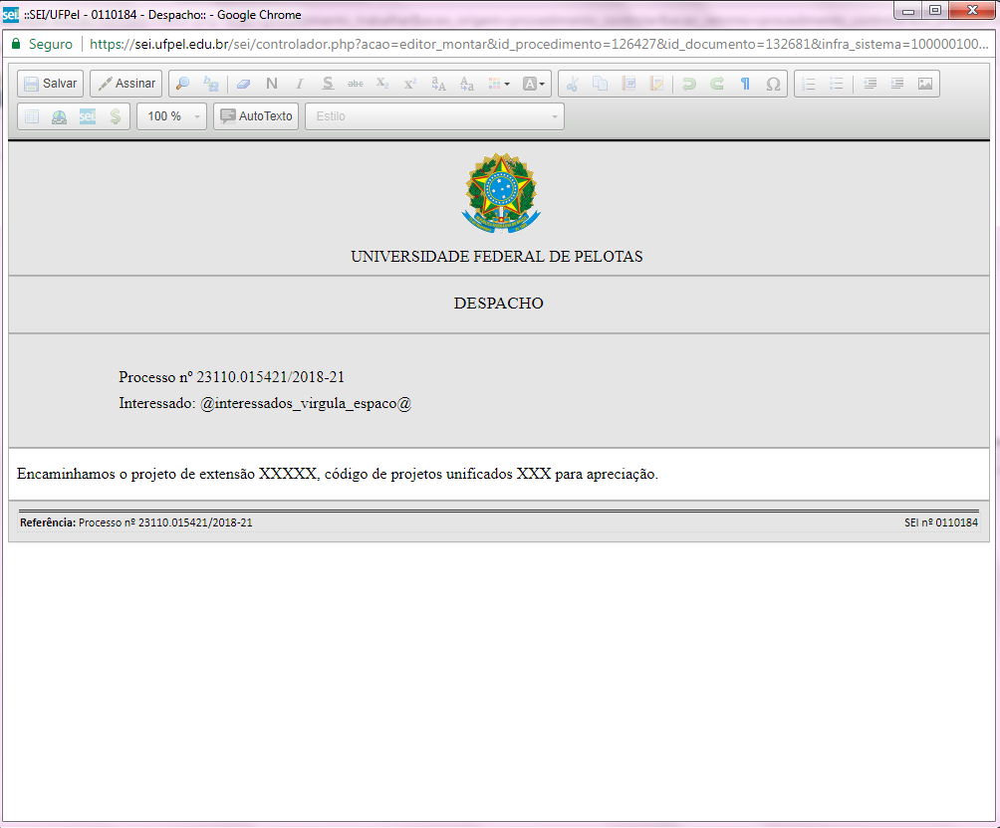 ::SEI/UFPel - 0110184 - Despacho:: - Google Chrome
Seguro https://sei.ufpel.edu.br/sei/controlador.php?acao=editor_montar&id_procedimento=126427&id_documento=132681&infra_sistema=100000100...
Salvar Assinar N I S abc X₂ X² A
sei! $ 100 % AutoTexto Estilo
UNIVERSIDADE FEDERAL DE PELOTAS
DESPACHO
Processo nº 23110.015421/2018-21
Interessado: @interessados_virgula_espaco@
Encaminhamos o projeto de extensão XXXXX, código de projetos unificados XXX para apreciação.
Referência: Processo nº 23110.015421/2018-21 SEI nº 0110184